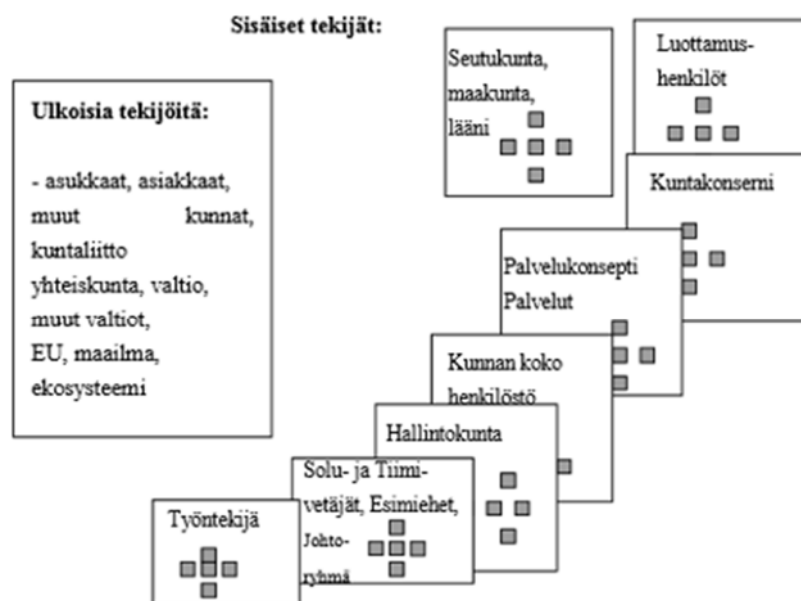 Sisäiset tekijät:
Ulkoisia tekijöitä:
- asukkaat, asiakkaat,
muut kunnat,
kuntaliitto
yhteiskunta, valtio,
muut valtiot,
EU, maailma,
ekosysteemi
Seutukunta,
maakunta,
lääni
Luottamus-
henkilöt
Kuntakonserni
Palvelukonsepti
Palvelut
Kunnan koko
henkilöstö
Hallintokunta
Solu- ja Tiimi-
vetäjät, Esimiehet,
Johto-
ryhmä
Työntekijä